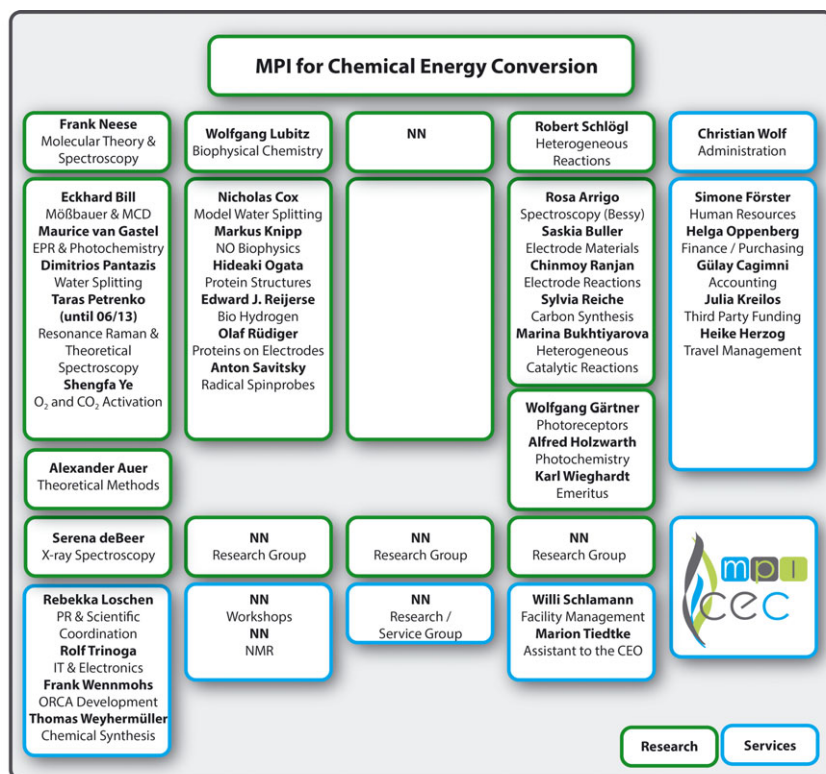 MPI for Chemical Energy Conversion
Frank Neese
Molecular Theory &
Spectroscopy
Wolfgang Lubitz
Biophysical Chemistry
NN
Robert Schlögl
Heterogeneous
Reactions
Christian Wolf
Administration
Eckhard Bill
Mößbauer & MCD
Maurice van Gastel
EPR & Photochemistry
Dimitrios Pantazis
Water Splitting
Taras Petrenko
(until 06/13)
Resonance Raman &
Theoretical
Spectroscopy
Shengfa Ye
O₂ and CO₂ Activation
Nicholas Cox
Model Water Splitting
Markus Knipp
NO Biophysics
Hideaki Ogata
Protein Structures
Edward J. Reijerse
Bio Hydrogen
Olaf Rüdiger
Proteins on Electrodes
Anton Savitsky
Radical Spinprobes
Rosa Arrigo
Spectroscopy (Bessy)
Saskia Buller
Electrode Materials
Chinmoy Ranjan
Electrode Reactions
Sylvia Reiche
Carbon Synthesis
Marina Bukhtiyarova
Heterogeneous
Catalytic Reactions
Simone Förster
Human Resources
Helga Oppenberg
Finance / Purchasing
Gülay Cagimni
Accounting
Julia Kreilos
Third Party Funding
Heike Herzog
Travel Management
Wolfgang Gärtner
Photoreceptors
Alfred Holzwarth
Photochemistry
Karl Wieghardt
Emeritus
Alexander Auer
Theoretical Methods
Serena deBeer
X-ray Spectroscopy
NN
Research Group
NN
Research Group
NN
Research Group
mpi
cec
Rebekka Loschen
PR & Scientific
Coordination
Rolf Trinoga
IT & Electronics
Frank Wennmohs
ORCA Development
Thomas Weyhermüller
Chemical Synthesis
NN
Workshops
NN
NMR
NN
Research /
Service Group
Willi Schlamann
Facility Management
Marion Tiedtke
Assistant to the CEO
Research
Services